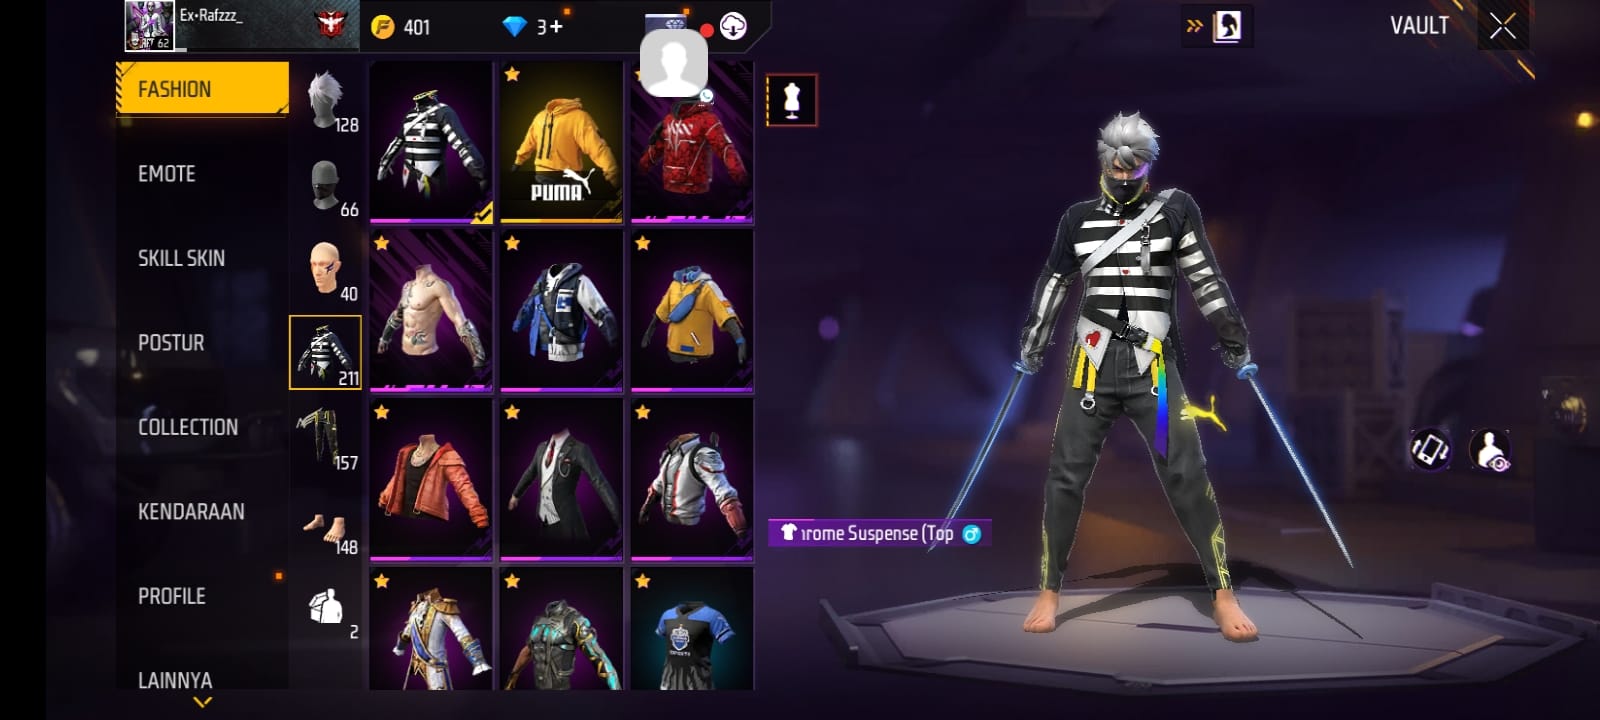 Ex•Rafzzz_
401
3+
VAULT
FASHION
128
EMOTE
66
PUMA
SKILL SKIN
40
POSTUR
211
COLLECTION
157
KENDARAAN
148
rome Suspense (Top
PROFILE
2
LAINNYA